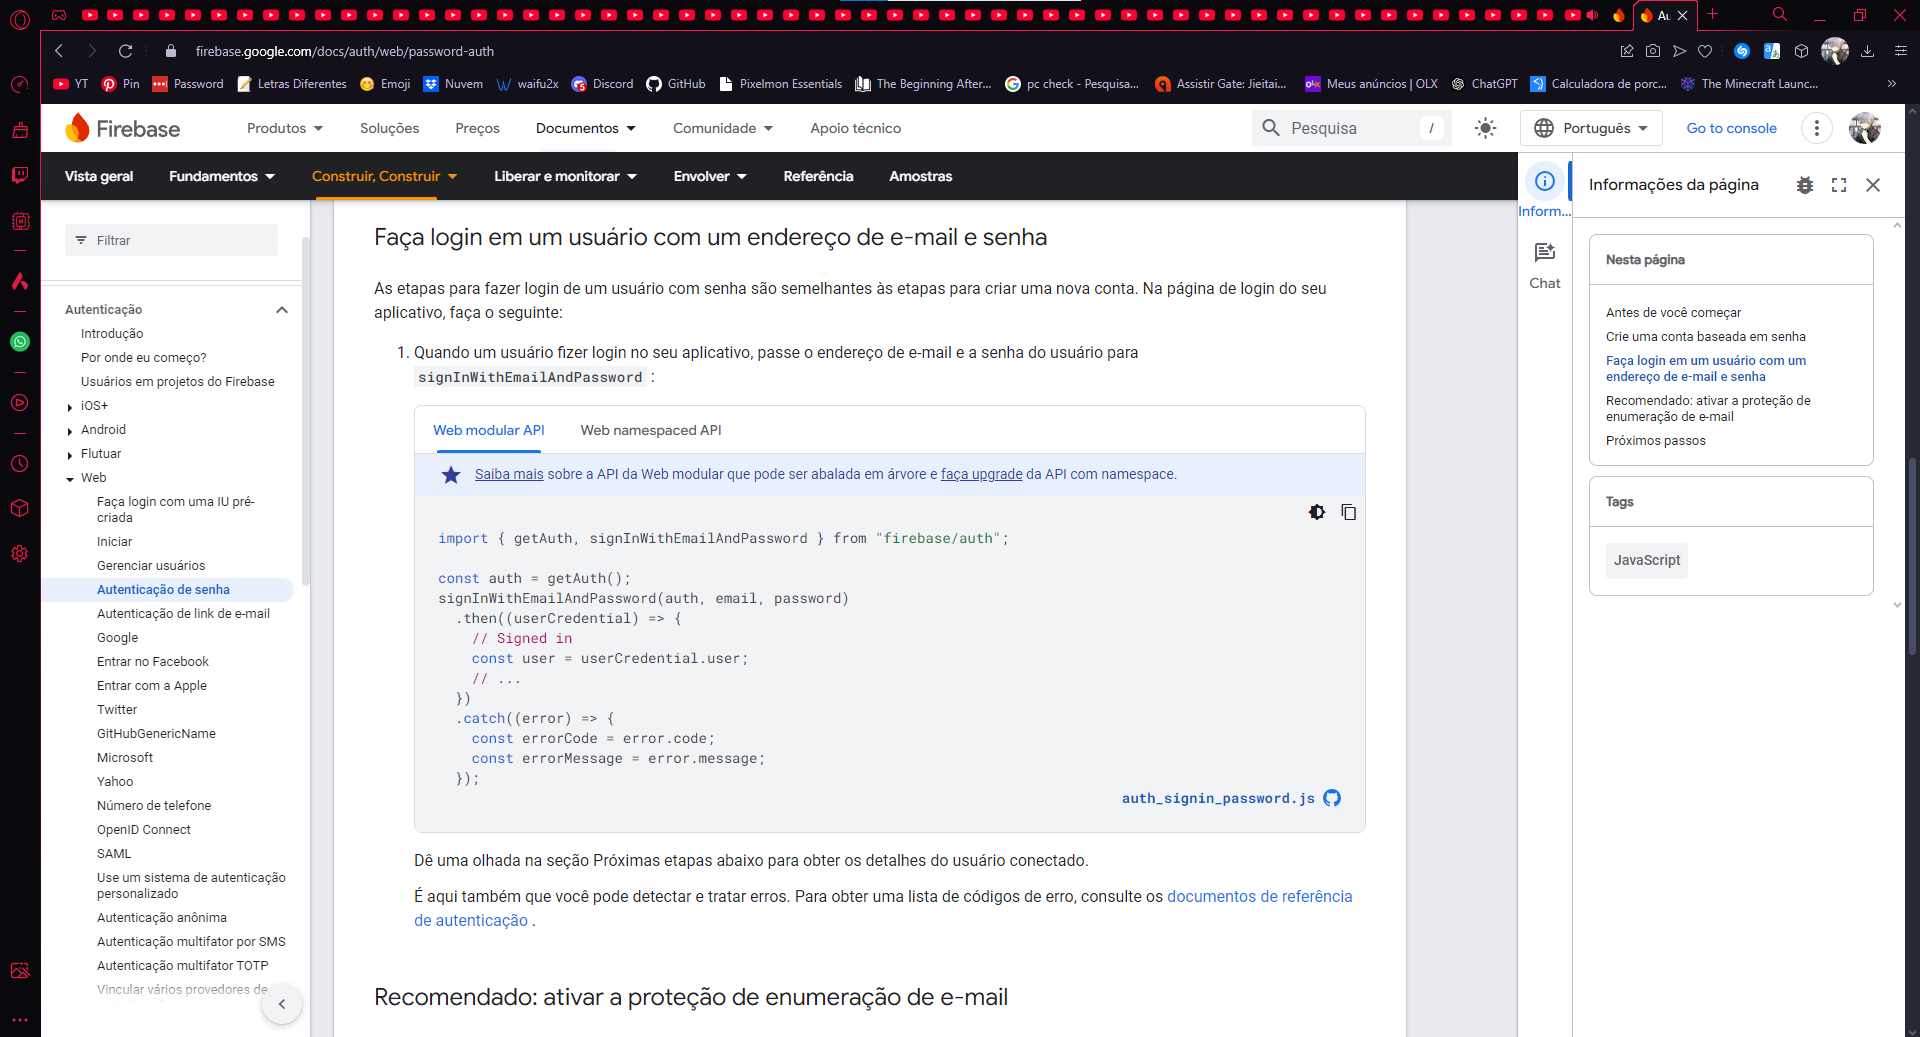 Au
firebase.google.com/docs/auth/web/password-auth
YT
Pin
Password
Letras Diferentes
Emoji
Nuvem
waifu2x
Discord
GitHub
Pixelmon Essentials
The Beginning After...
pc check - Pesquisa...
Assistir Gate: Jieitai...
Meus anúncios | OLX
ChatGPT
Calculadora de porc...
The Minecraft Launc...
Firebase
Produtos
Soluções
Preços
Documentos
Comunidade
Apoio técnico
Pesquisa
/
Português
Go to console
Vista geral
Fundamentos
Construir, Construir
Liberar e monitorar
Envolver
Referência
Amostras
Filtrar
Autenticação
Introdução
Por onde eu começo?
Usuários em projetos do Firebase
iOS+
Android
Flutuar
Web
Faça login com uma IU pré-
criada
Iniciar
Gerenciar usuários
Autenticação de senha
Autenticação de link de e-mail
Google
Entrar no Facebook
Entrar com a Apple
Twitter
GitHubGenericName
Microsoft
Yahoo
Número de telefone
OpenID Connect
SAML
Use um sistema de autenticação
personalizado
Autenticação anônima
Autenticação multifator por SMS
Autenticação multifator TOTP
Vincular vários provedores de
Faça login em um usuário com um endereço de e-mail e senha
As etapas para fazer login de um usuário com senha são semelhantes às etapas para criar uma nova conta. Na página de login do seu
aplicativo, faça o seguinte:
1. Quando um usuário fizer login no seu aplicativo, passe o endereço de e-mail e a senha do usuário para
signInWithEmailAndPassword :
Web modular API
Web namespaced API
Saiba mais sobre a API da Web modular que pode ser abalada em árvore e faça upgrade da API com namespace.
import { getAuth, signInWithEmailAndPassword } from "firebase/auth";
const auth = getAuth();
signInWithEmailAndPassword(auth, email, password)
.then((userCredential) => {
// Signed in
const user = userCredential.user;
// ...
})
.catch((error) => {
const errorCode = error.code;
const errorMessage = error.message;
});
auth_signin_password.js
Dê uma olhada na seção Próximas etapas abaixo para obter os detalhes do usuário conectado.
É aqui também que você pode detectar e tratar erros. Para obter uma lista de códigos de erro, consulte os documentos de referência
de autenticação .
Recomendado: ativar a proteção de enumeração de e-mail
Inform...
Chat
Informações da página
Nesta página
Antes de você começar
Crie uma conta baseada em senha
Faça login em um usuário com um
endereço de e-mail e senha
Recomendado: ativar a proteção de
enumeração de e-mail
Próximos passos
Tags
JavaScript